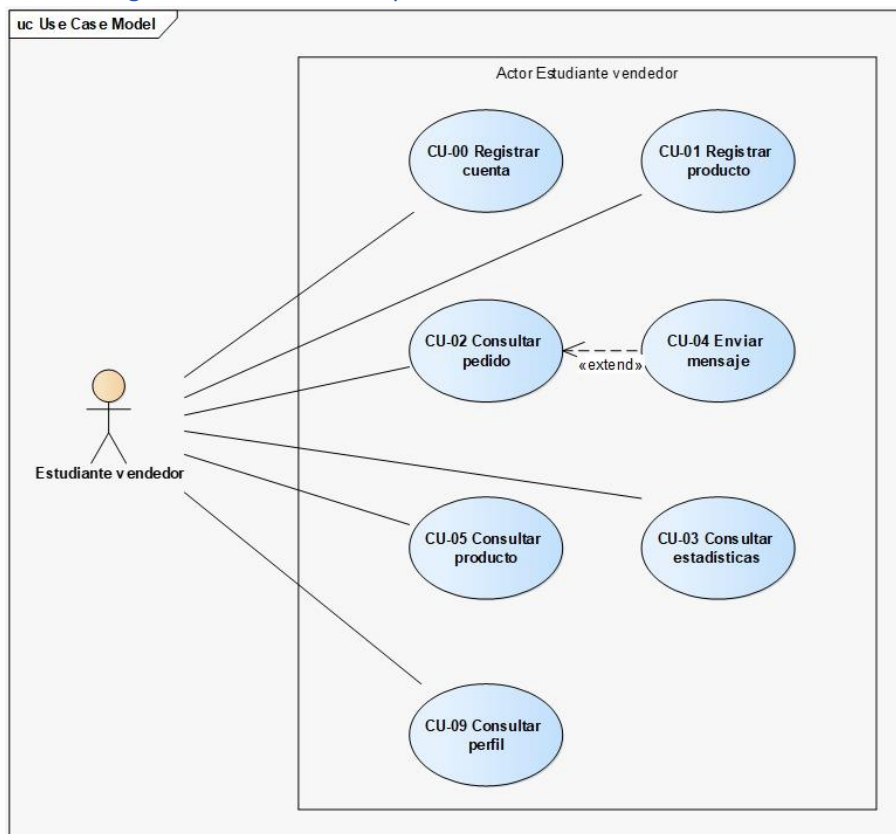 uc Use Case Model
Actor Estudiante vendedor
CU-00 Registrar
cuenta
CU-01 Registrar
producto
CU-02 Consultar
pedido
«extend»
CU-04 Enviar
mensaje
Estudiante vendedor
CU-05 Consultar
producto
CU-03 Consultar
estadísticas
CU-09 Consultar
perfil